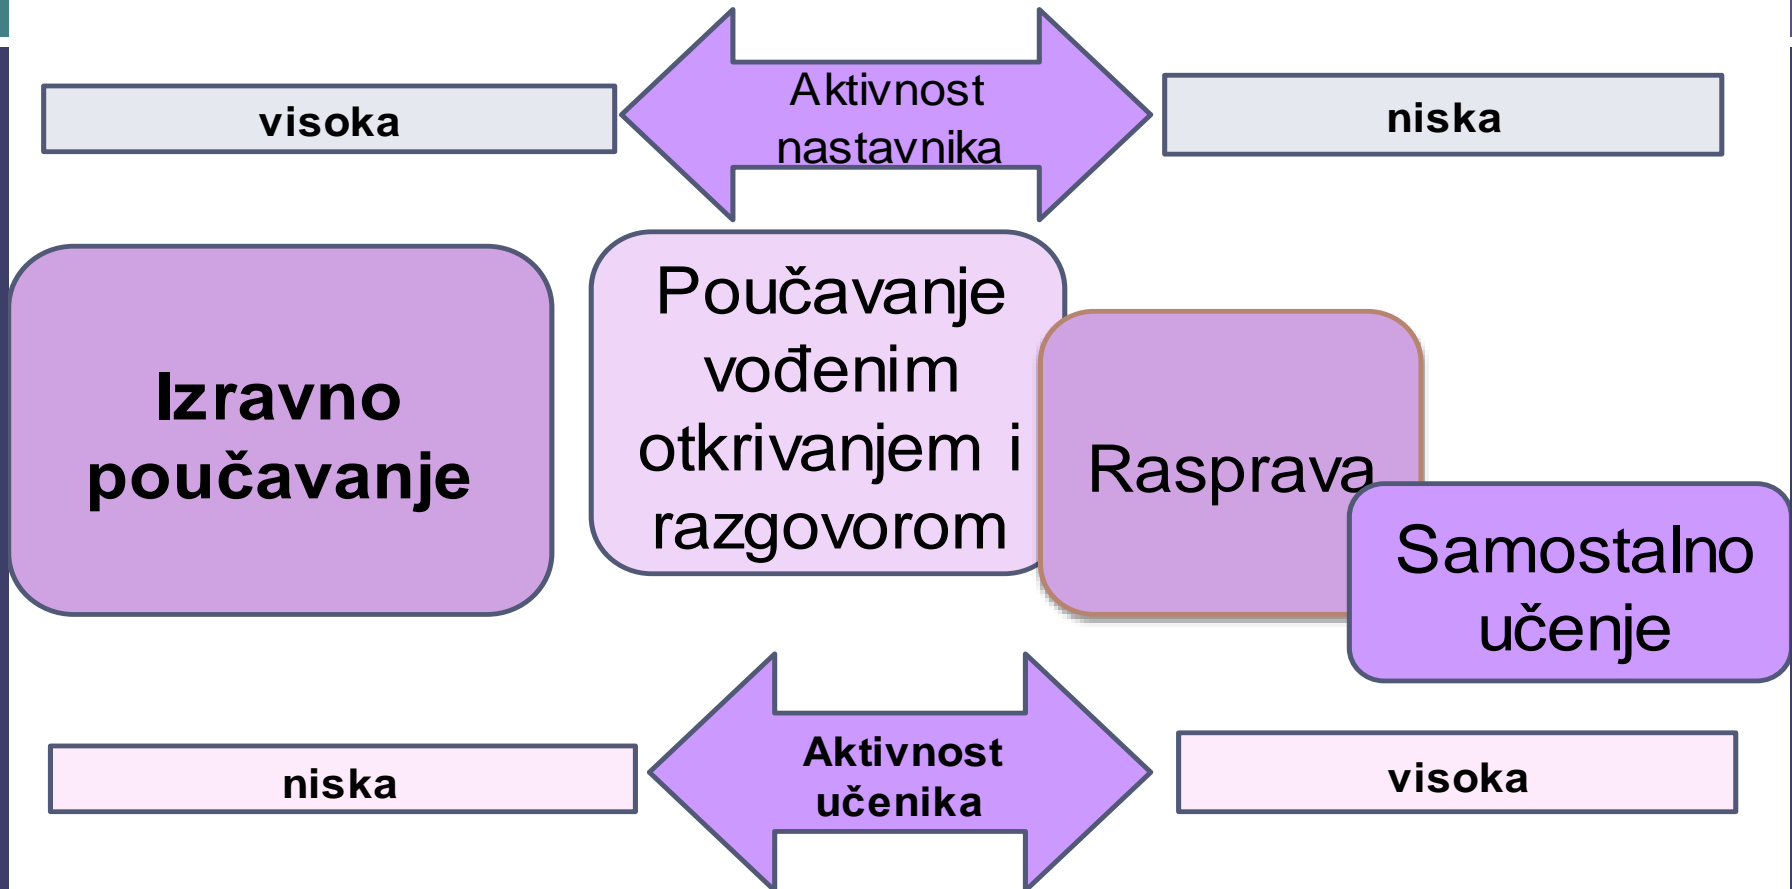 visoka
Aktivnost
nastavnika
niska
Izravno
poučavanje
Poučavanje
vođenim
otkrivanjem i
razgovorom
Rasprava
Samostalno
učenje
niska
Aktivnost
učenika
visoka